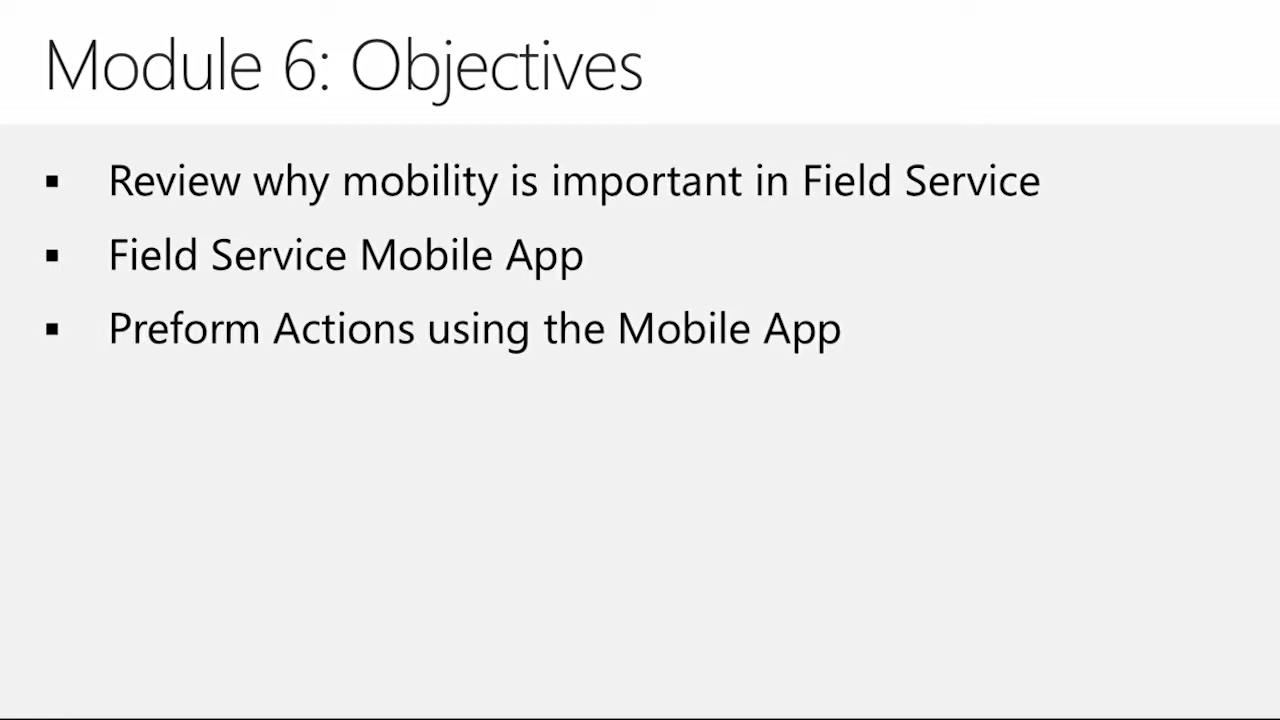 Module 6: Objectives
▪ Review why mobility is important in Field Service
▪ Field Service Mobile App
▪ Preform Actions using the Mobile App